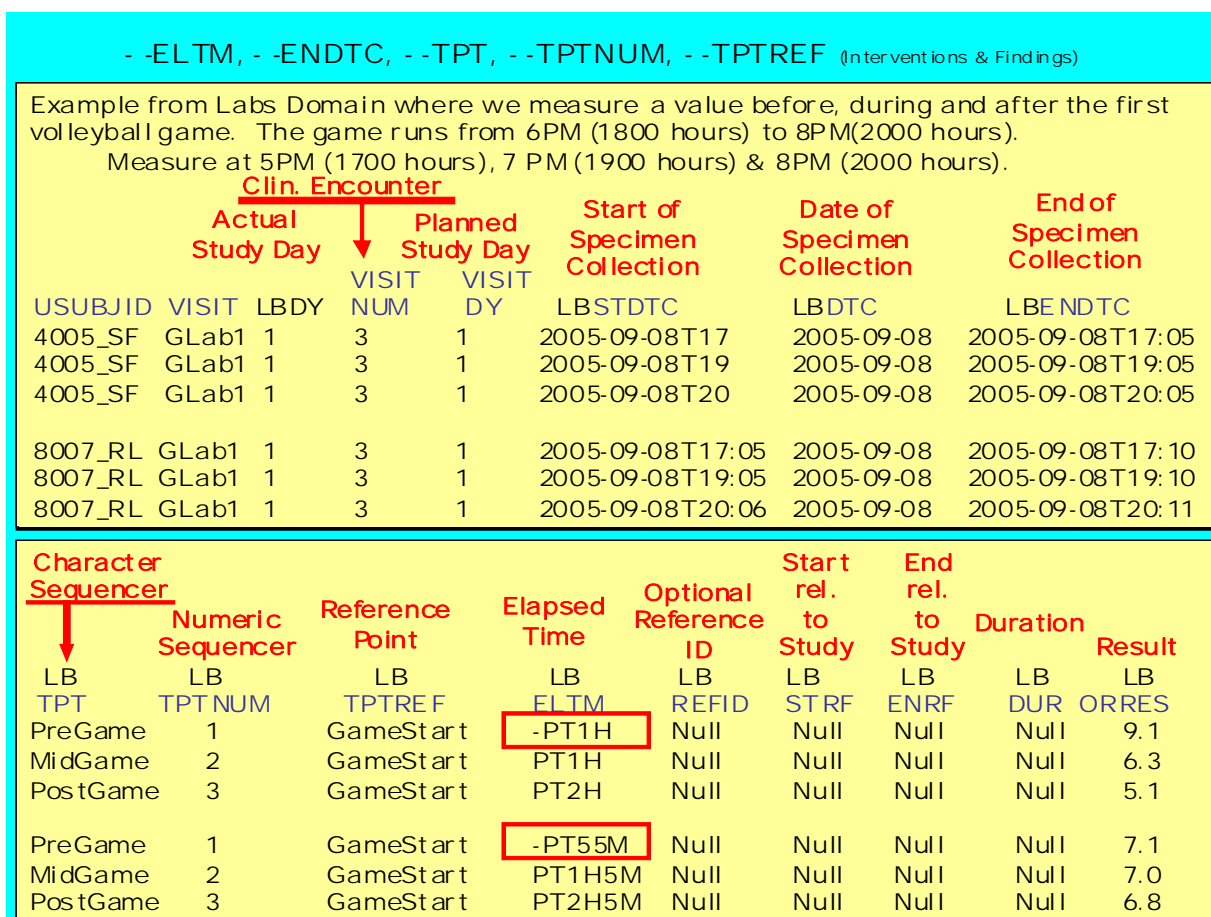 - -ELTM, - -ENDTC, - -TPT, - -TPTNUM, - -TPTREF (Interventions & Findings)
Example from Labs Domain where we measure a value before, during and after the first
volleyball game. The game runs from 6PM (1800 hours) to 8PM(2000 hours).
Measure at 5PM (1700 hours), 7 PM (1900 hours) & 8PM (2000 hours).
Clin. Encounter
Actual Planned Start of Date of End of
Study Day Study Day Specimen Specimen Specimen
Collection Collection Collection
VISIT VISIT
USUBJID VISIT LBDY NUM DY LBSTDTC LBDTC LBENDTC
4005_SF GLab1 1 3 1 2005-09-08T17 2005-09-08 2005-09-08T17:05
4005_SF GLab1 1 3 1 2005-09-08T19 2005-09-08 2005-09-08T19:05
4005_SF GLab1 1 3 1 2005-09-08T20 2005-09-08 2005-09-08T20:05
8007_RL GLab1 1 3 1 2005-09-08T17:05 2005-09-08 2005-09-08T17:10
8007_RL GLab1 1 3 1 2005-09-08T19:05 2005-09-08 2005-09-08T19:10
8007_RL GLab1 1 3 1 2005-09-08T20:06 2005-09-08 2005-09-08T20:11
Character Start End
Sequencer Optional rel. rel.
Numeric Reference Elapsed Reference to to Duration
Sequencer Point Time ID Study Study Result
LB LB LB LB LB LB LB LB LB
TPT TPTNUM TPTREF ELTM REFID STRF ENRF DUR ORRES
PreGame 1 GameStart -PT1H Null Null Null Null 9.1
MidGame 2 GameStart PT1H Null Null Null Null 6.3
PostGame 3 GameStart PT2H Null Null Null Null 5.1
PreGame 1 GameStart -PT55M Null Null Null Null 7.1
MidGame 2 GameStart PT1H5M Null Null Null Null 7.0
PostGame 3 GameStart PT2H5M Null Null Null Null 6.8